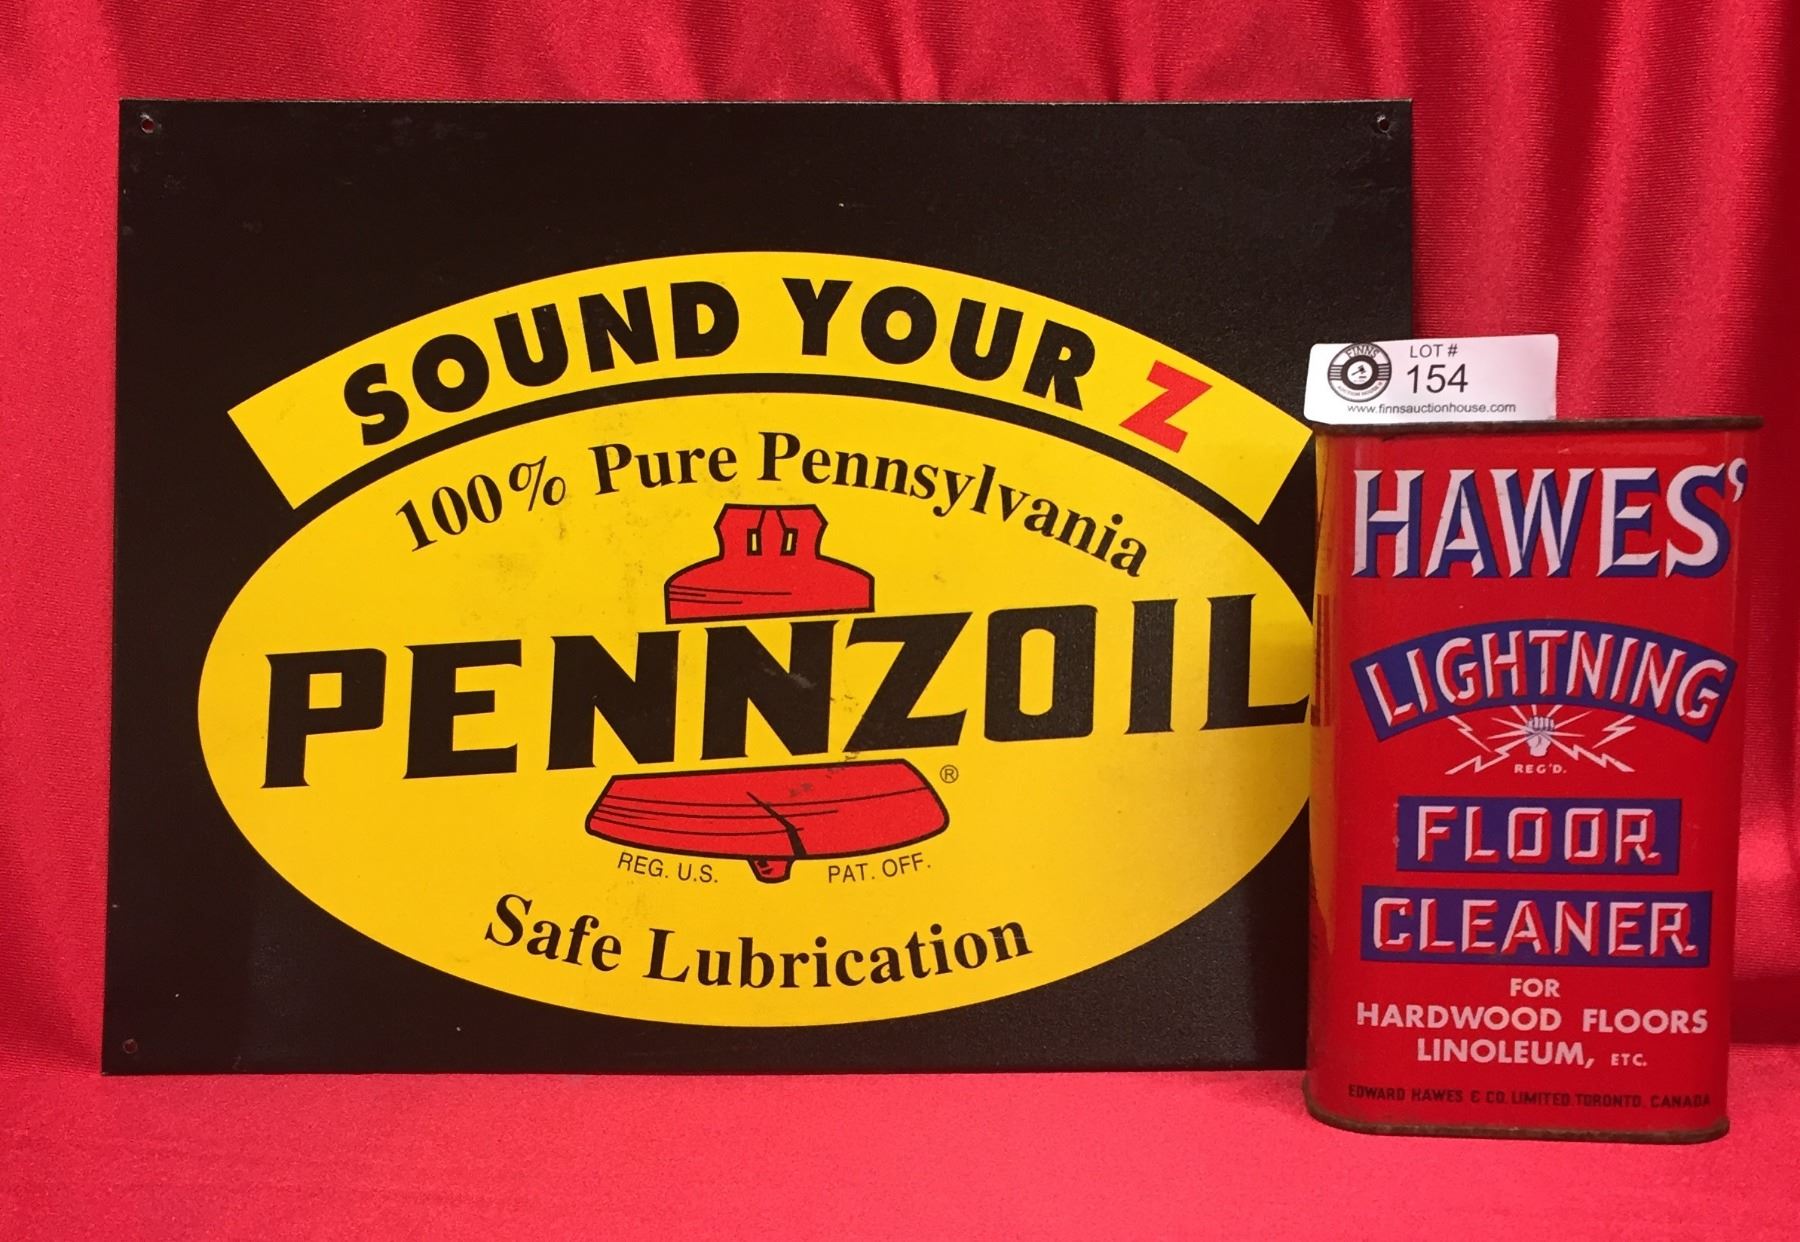 SOUND YOUR Z
100% Pure Pennsylvania
PENNZOIL
®
REG. U.S. PAT. OFF.
Safe Lubrication
FINNS
LOT #
154
www.finnsauctionhouse.com
HAWES'
LIGHTNING
REG'D.
FLOOR
CLEANER
FOR
HARDWOOD FLOORS
LINOLEUM, ETC.
EDWARD HAWES & CO. LIMITED. TORONTO, CANADA